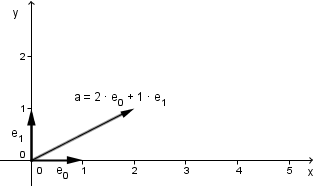 y
2
a = 2 · e₀ + 1 · e₁
1
e₁
0
0 e₀ 1 2 3 4 5 x